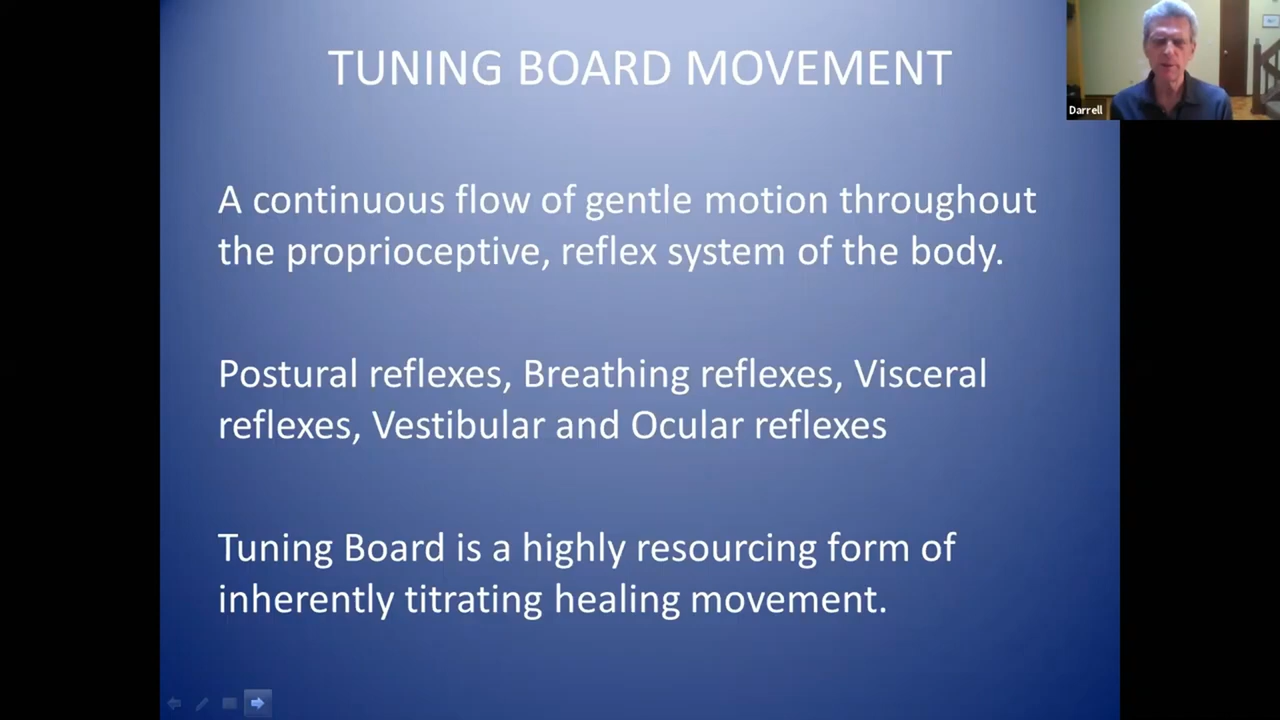 TUNING BOARD MOVEMENT
Darrell
A continuous flow of gentle motion throughout
the proprioceptive, reflex system of the body.
Postural reflexes, Breathing reflexes, Visceral
reflexes, Vestibular and Ocular reflexes
Tuning Board is a highly resourcing form of
inherently titrating healing movement.